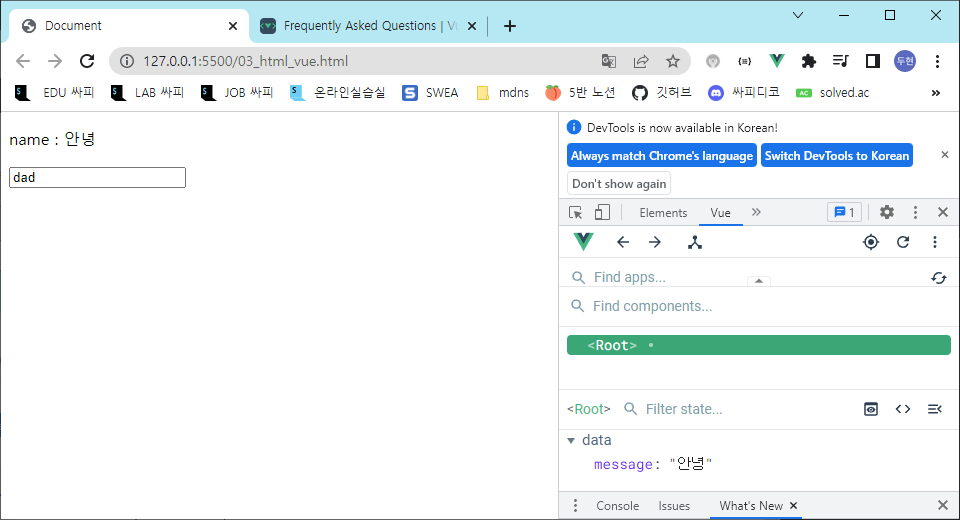 Document
Frequently Asked Questions | Vu
127.0.0.1:5500/03_html_vue.html
두현
EDU 싸피
LAB 싸피
JOB 싸피
온라인실습실
SWEA
mdns
5반 노션
깃허브
싸피디코
solved.ac
name : 안녕
dad
DevTools is now available in Korean!
Always match Chrome's language
Switch DevTools to Korean
Don't show again
Elements
Vue
1
Find apps...
Find components...
<Root>
<Root>
Filter state...
data
message: "안녕"
Console
Issues
What's New